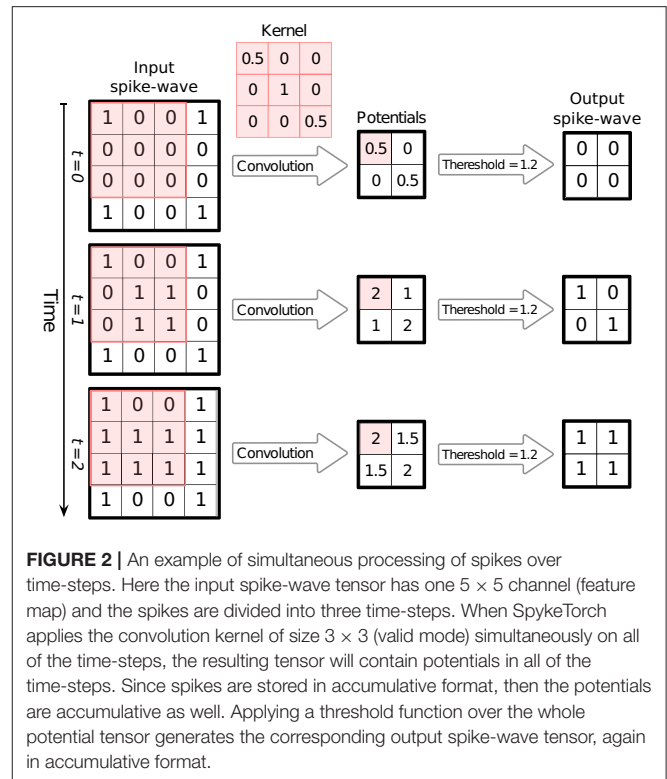 Kernel
0.5 0 0
0 1 0
0 0 0.5
Input
spike-wave
Potentials
Output
spike-wave
Time
t=0
1 0 0 1
0 0 0 0
0 0 0 0
1 0 0 1
Convolution
0.5 0
0 0.5
Thereshold = 1.2
0 0
0 0
t=1
1 0 0 1
0 1 1 0
0 1 1 0
1 0 0 1
Convolution
2 1
1 2
Thereshold = 1.2
1 0
0 1
t=2
1 0 0 1
1 1 1 1
1 1 1 1
1 0 0 1
Convolution
2 1.5
1.5 2
Thereshold = 1.2
1 1
1 1
FIGURE 2 | An example of simultaneous processing of spikes over
time-steps. Here the input spike-wave tensor has one 5 × 5 channel (feature
map) and the spikes are divided into three time-steps. When SpykeTorch
applies the convolution kernel of size 3 × 3 (valid mode) simultaneously on all
of the time-steps, the resulting tensor will contain potentials in all of the
time-steps. Since spikes are stored in accumulative format, then the potentials
are accumulative as well. Applying a threshold function over the whole
potential tensor generates the corresponding output spike-wave tensor, again
in accumulative format.